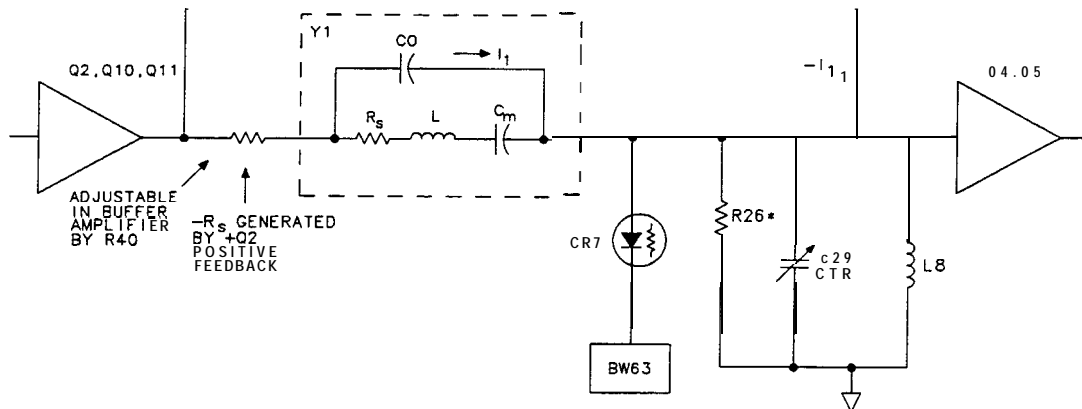 Y1
C0
I1
-I11
Q2,Q10,Q11
04.05
Rs
L
Cm
ADJUSTABLE
IN BUFFER
AMPLIFIER
BY R40
-Rs GENERATED
BY +Q2
POSITIVE
FEEDBACK
CR7
R26*
c29
CTR
L8
BW63